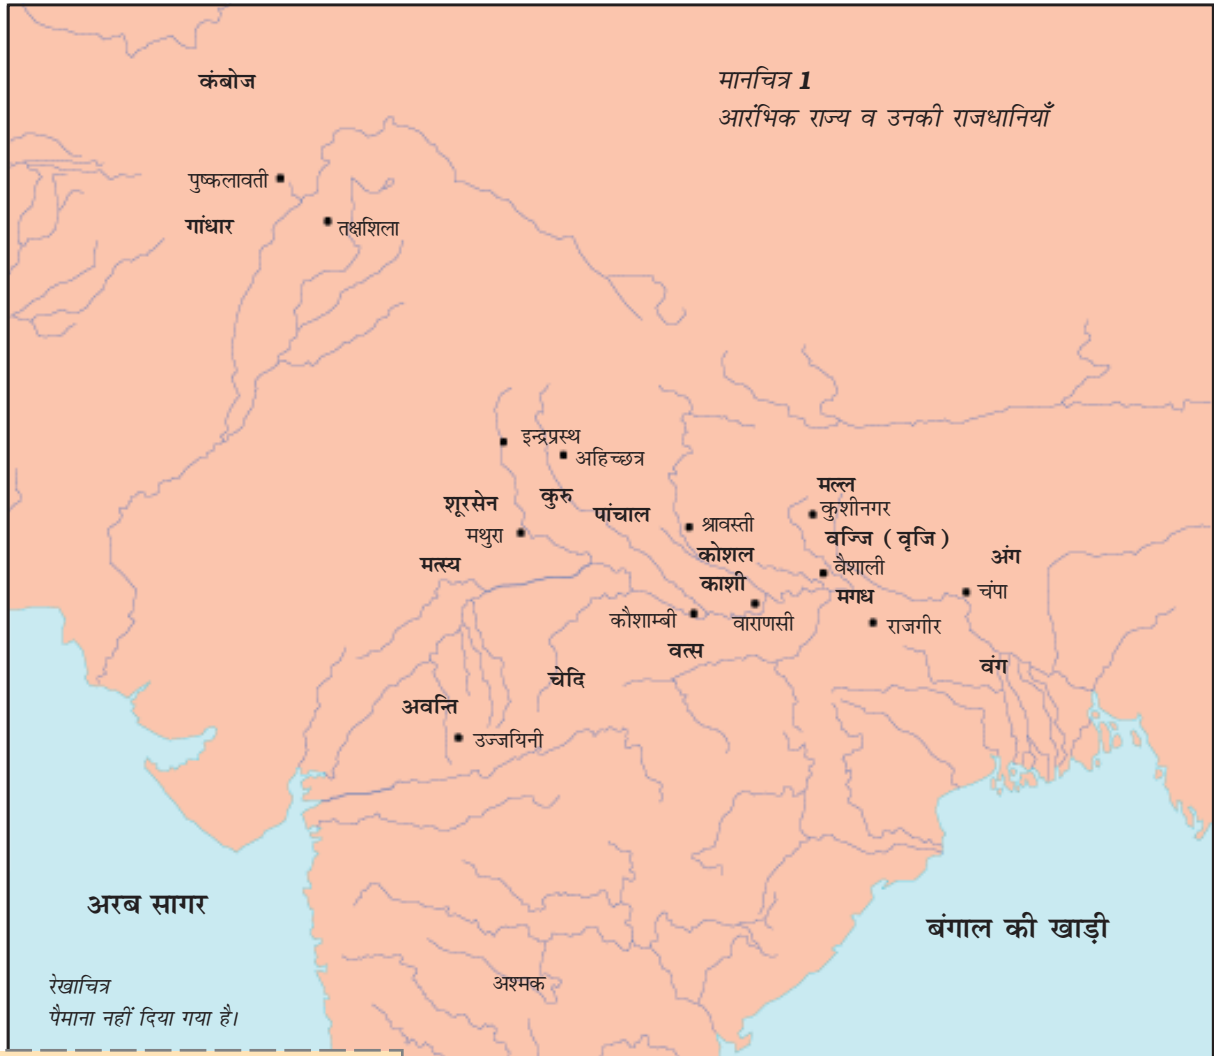 कंबोज
मानचित्र 1
आरंभिक राज्य व उनकी राजधानियाँ
पुष्कलावती
गांधार
तक्षशिला
इन्द्रप्रस्थ
अहिच्छत्र
कुरु
शूरसेन
मथुरा
पांचाल
मत्स्य
श्रावस्ती
कोशल
काशी
मल्ल
कुशीनगर
वज्जि ( वृजि )
वैशाली
मगध
अंग
चंपा
कौशाम्बी
वाराणसी
राजगीर
वत्स
वंग
चेदि
अवन्ति
उज्जयिनी
अरब सागर
बंगाल की खाड़ी
अश्मक
रेखाचित्र
पैमाना नहीं दिया गया है।